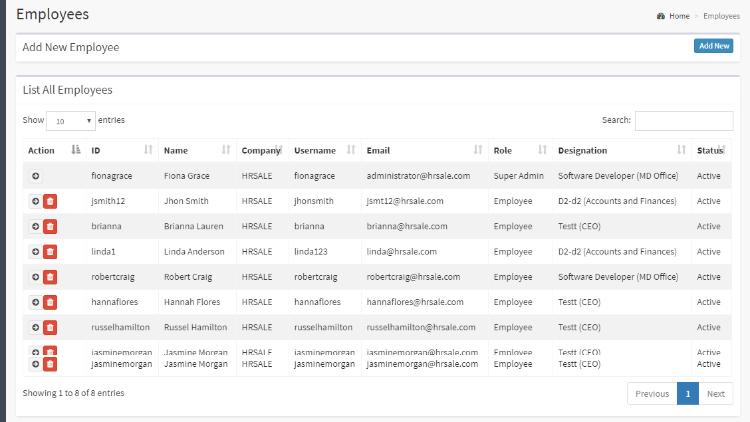 Employees
Home > Employees
Add New Employee
Add New
List All Employees
Show 10 entries
Search:
Action ID Name Company Username Email Role Designation Status
fionagrace Fiona Grace HRSALE fionagrace administrator@hrsale.com Super Admin Software Developer (MD Office) Active
jsmith12 Jhon Smith HRSALE jhonsmith jsmt12@hrsale.com Employee D2-d2 (Accounts and Finances) Active
brianna Brianna Lauren HRSALE brianna brianna@hrsale.com Employee Testt (CEO) Active
linda1 Linda Anderson HRSALE linda123 linda@hrsale.com Employee D2-d2 (Accounts and Finances) Active
robertcraig Robert Craig HRSALE robertcraig robertcraig@hrsale.com Employee Software Developer (MD Office) Active
hannaflores Hannah Flores HRSALE hannaflores hannaflores@hrsale.com Employee Testt (CEO) Active
russelhamilton Russel Hamilton HRSALE russelhamilton russelhamilton@hrsale.com Employee Testt (CEO) Active
jasminemorgan Jasmine Morgan HRSALE jasminemorgan jasminemorgan@hrsale.com Employee Testt (CEO) Active
jasminemorgan Jasmine Morgan HRSALE jasminemorgan jasminemorgan@hrsale.com Employee Testt (CEO) Active
Showing 1 to 8 of 8 entries
Previous 1 Next